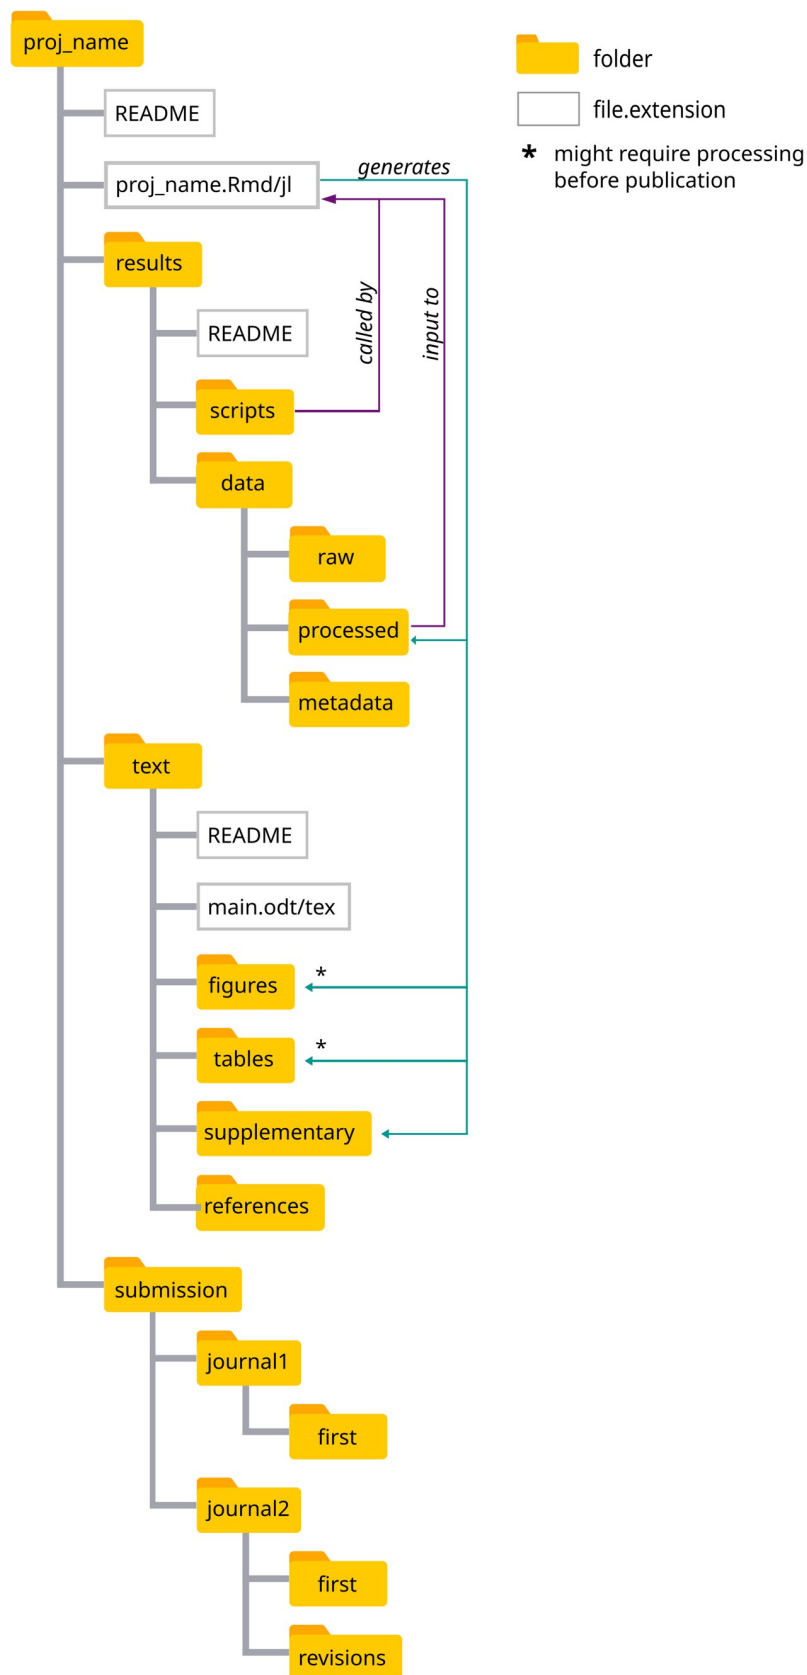 proj_name
folder
README
file.extension
* might require processing
before publication
generates
proj_name.Rmd/jl
results
called by
input to
README
scripts
data
raw
processed
metadata
text
README
main.odt/tex
*
figures
*
tables
supplementary
references
submission
journal1
first
journal2
first
revisions